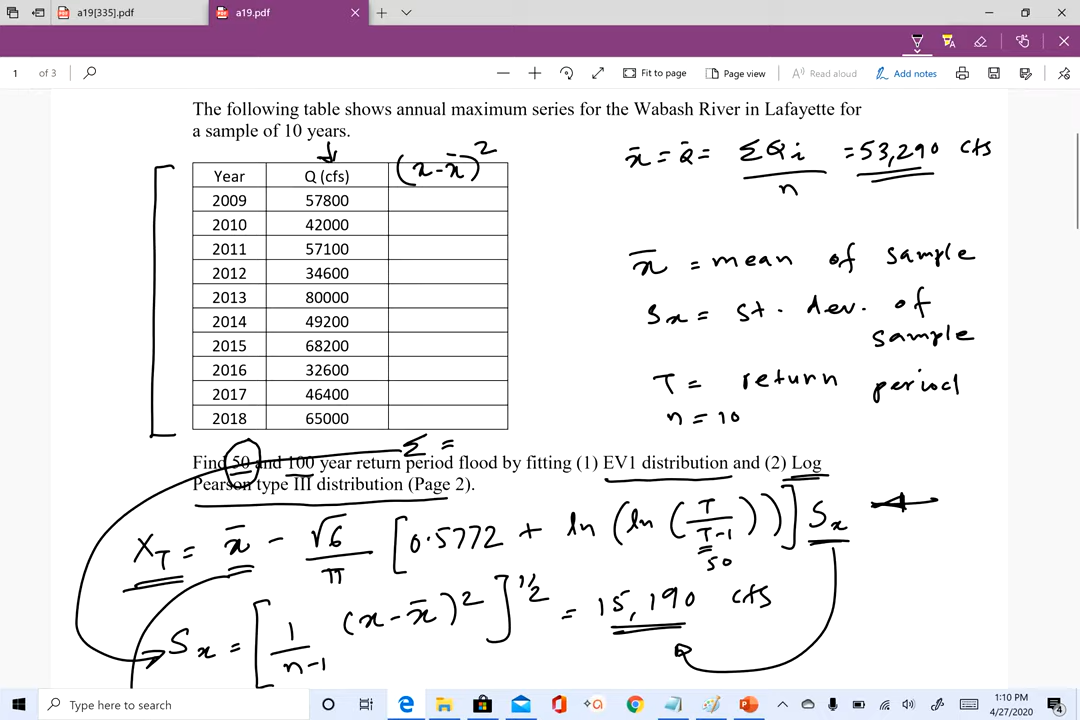 a19[335].pdf
a19.pdf
1 of 3
Fit to page
Page view
Read aloud
Add notes
The following table shows annual maximum series for the Wabash River in Lafayette for
a sample of 10 years.
x̄ = Q̄ = ΣQi / n = 53,290 cfs
Year Q (cfs) (x-x̄)²
2009 57800
2010 42000
2011 57100
2012 34600
2013 80000
2014 49200
2015 68200
2016 32600
2017 46400
2018 65000
x̄ = mean of sample
Sx = st. dev. of
sample
T = return period
n = 10
Σ =
Find 50 and 100 year return period flood by fitting (1) EV1 distribution and (2) Log
Pearson type III distribution (Page 2).
XT = x̄ - √6/π [0.5772 + ln (ln (T/T-1))] Sx
50
Sx = [1/n-1 (x-x̄)²]^1/2 = 15,190 cfs
Type here to search
1:10 PM
4/27/2020
4